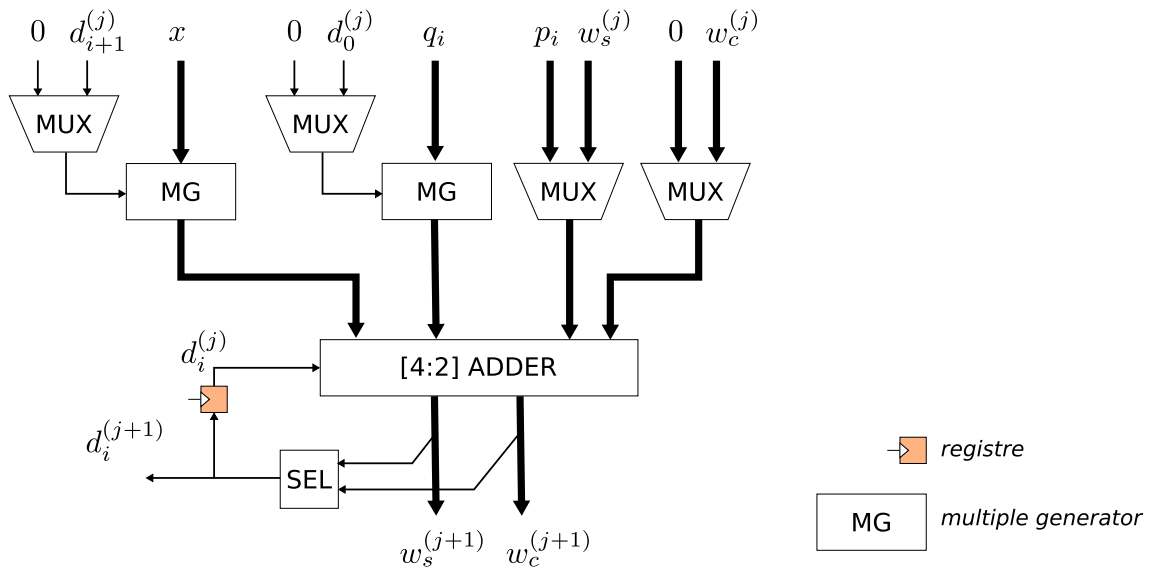 0 d_{i+1}^{(j)} x 0 d_0^{(j)} q_i p_i w_s^{(j)} 0 w_c^{(j)}
MUX MUX
MG MG MUX MUX
d_i^{(j)} [4:2] ADDER
d_i^{(j+1)} registre
SEL
MG multiple generator
w_s^{(j+1)} w_c^{(j+1)}